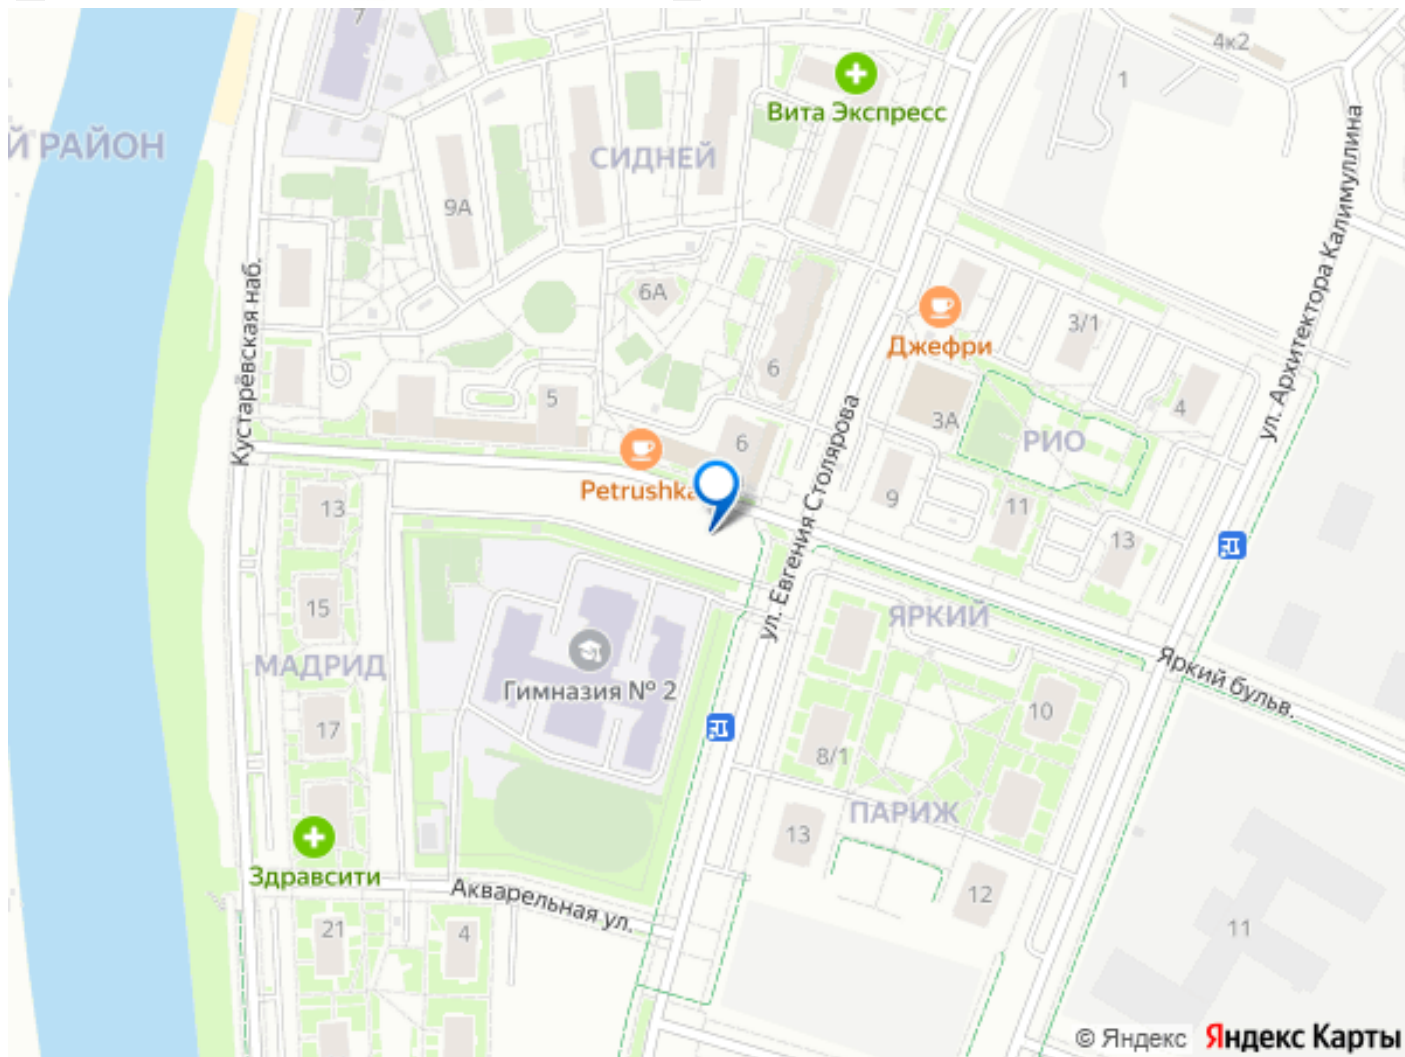 7
4к2
1
Вита Экспресс
Й РАЙОН
СИДНЕЙ
9А
ул. Архитектора Калимуллина
Кустарёвская наб.
6А
3/1
Джефри
6
5
4
3А
РИО
6
ул. Евгения Столярова
Petrushka
9
11
13
13
15
ЯРКИЙ
МАДРИД
Гимназия № 2
Яркий бульв.
17
10
8/1
ПАРИЖ
13
Здравсити
Акварельная ул.
12
21
4
11
© Яндекс
Яндекс Карты